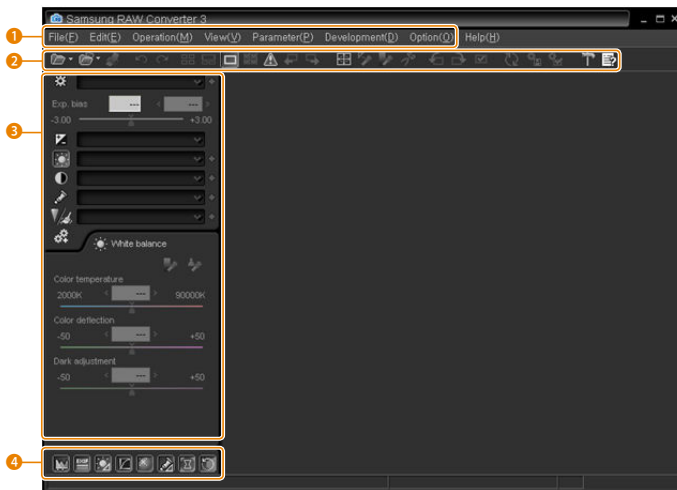 Samsung RAW Converter 3
1 File(F) Edit(E) Operation(M) View(V) Parameter(P) Development(D) Option(O) Help(H)
2
3
Exp. bias ---  ---
-3.00 +3.00
White balance
Color temperature
2000K --- 90000K
Color deflection
-50 --- +50
Dark adjustment
-50 --- +50
4 EXIF